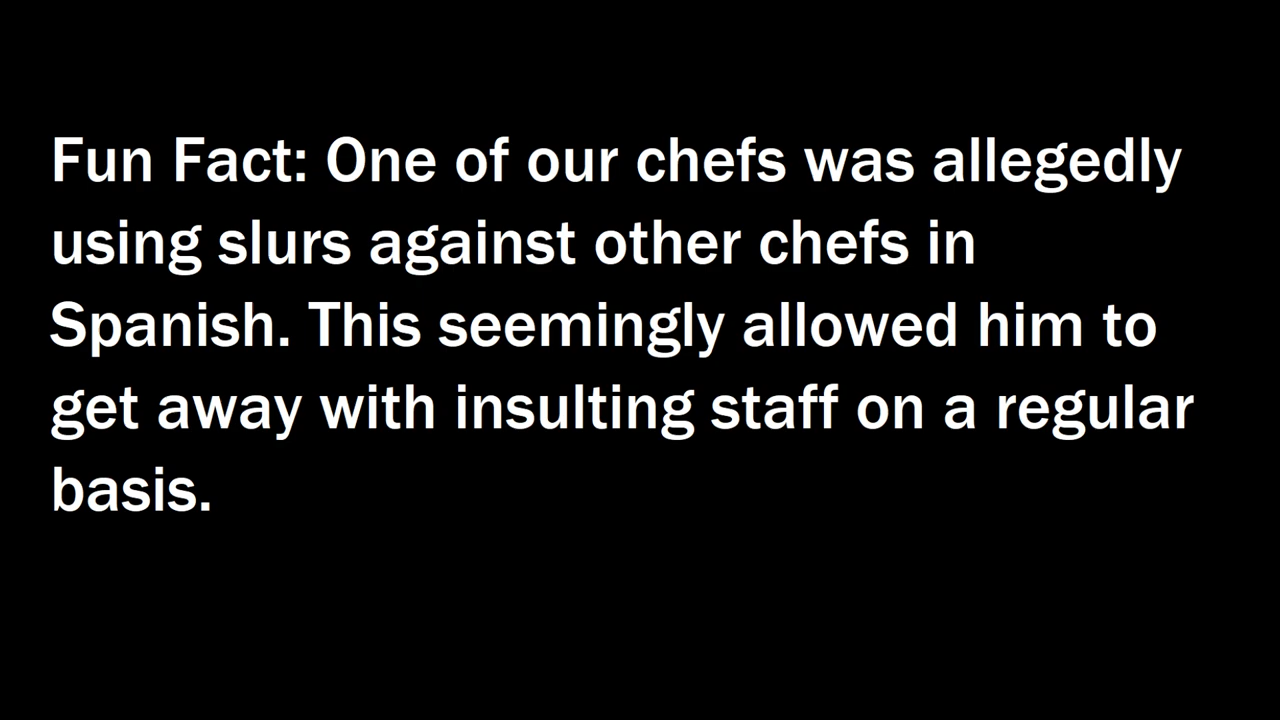 Fun Fact: One of our chefs was allegedly
using slurs against other chefs in
Spanish. This seemingly allowed him to
get away with insulting staff on a regular
basis.